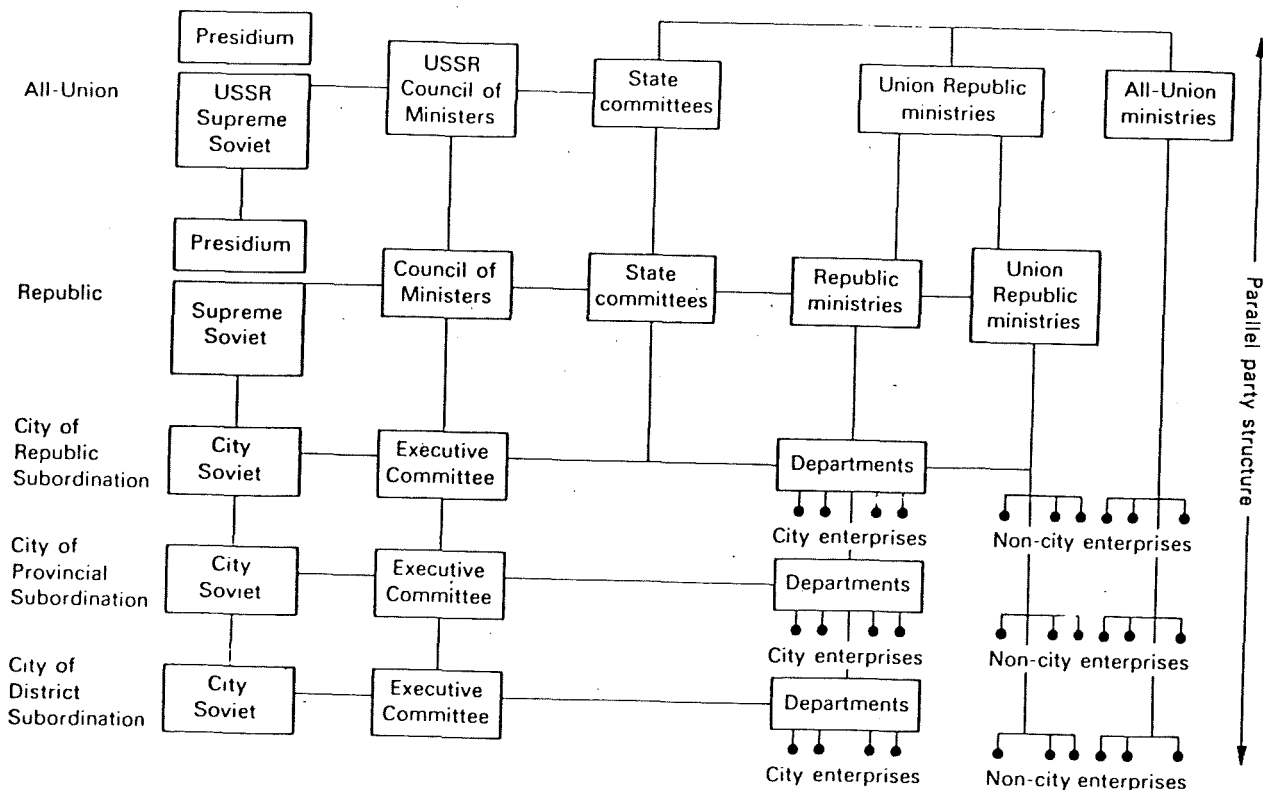 Presidium
All-Union
USSR
Supreme
Soviet
USSR
Council of
Ministers
State
committees
Union Republic
ministries
All-Union
ministries
Presidium
Republic
Supreme
Soviet
Council of
Ministers
State
committees
Republic
ministries
Union
Republic
ministries
City of
Republic
Subordination
City
Soviet
Executive
Committee
Departments
City enterprises
Non-city enterprises
City of
Provincial
Subordination
City
Soviet
Executive
Committee
Departments
City enterprises
Non-city enterprises
City of
District
Subordination
City
Soviet
Executive
Committee
Departments
City enterprises
Non-city enterprises
Parallel party structure